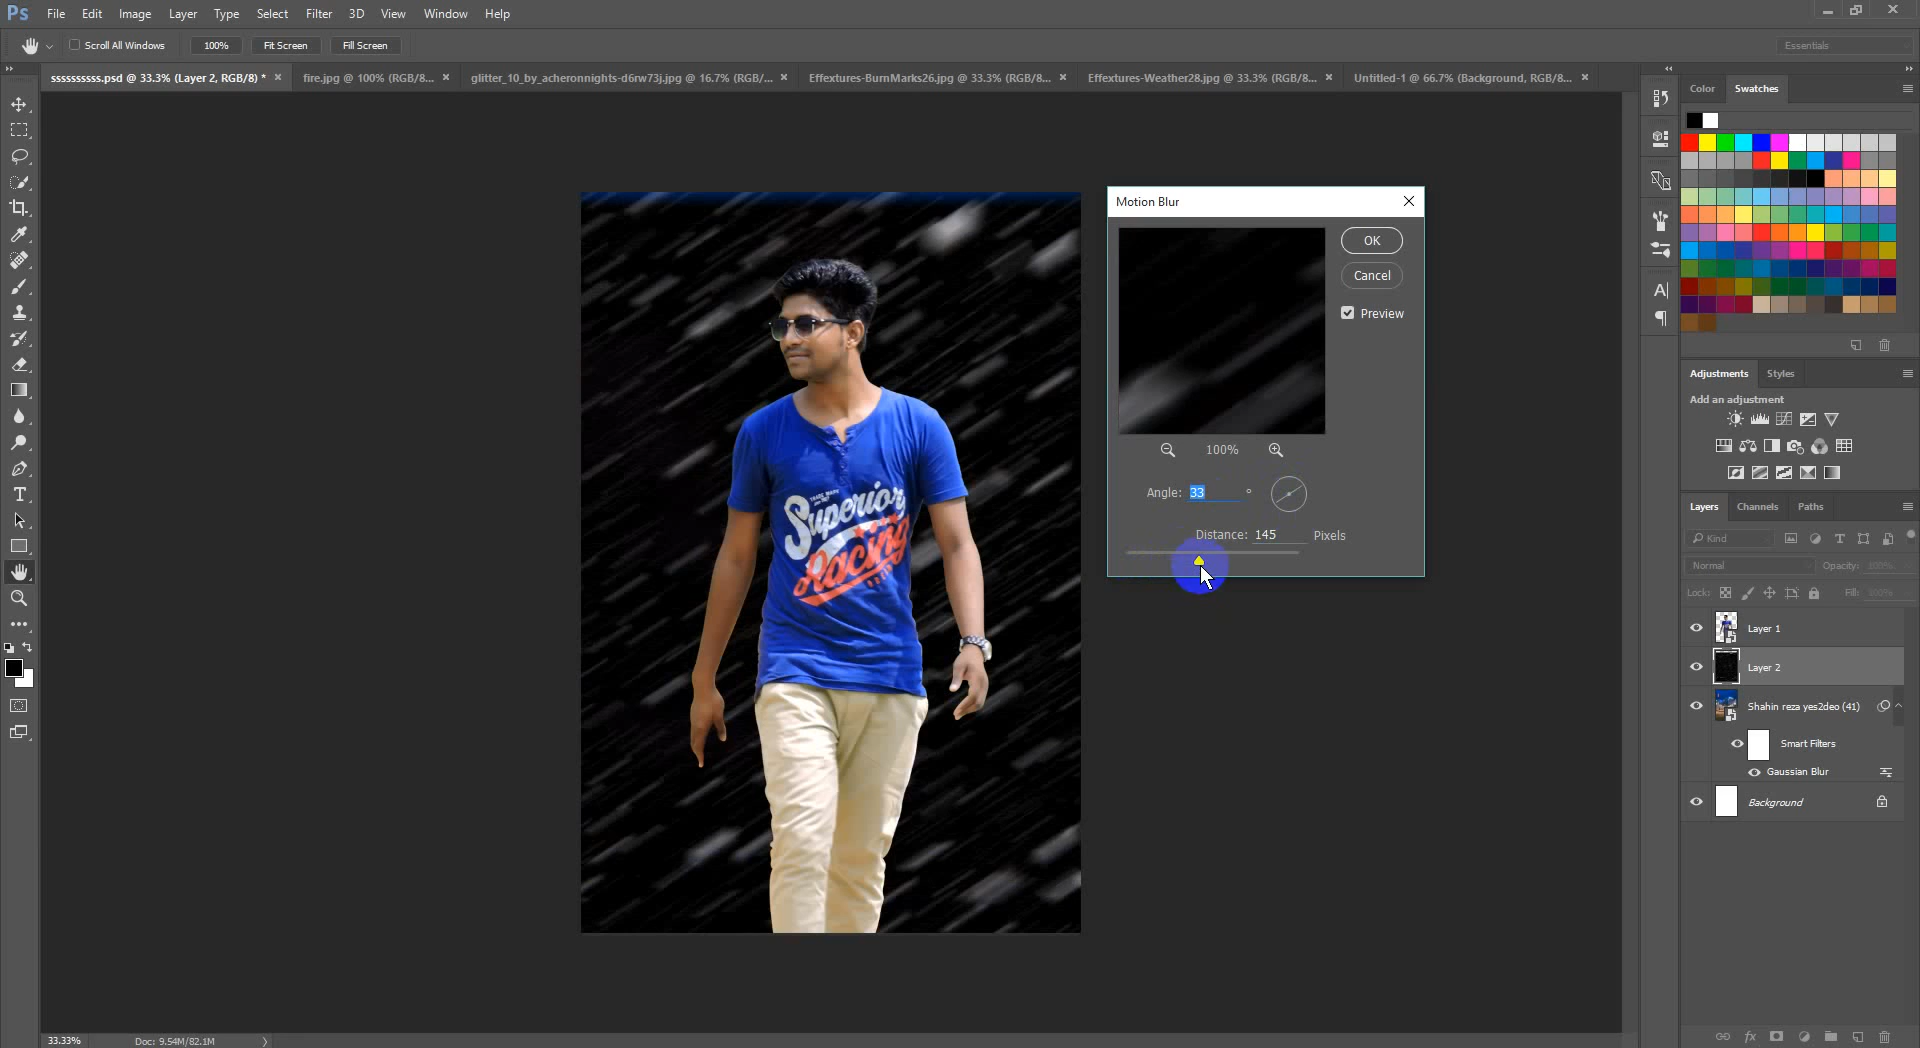 Ps File Edit Image Layer Type Select Filter 3D View Window Help
Scroll All Windows 100% Fit Screen Fill Screen Essentials
ssssssssss.psd @ 33.3% (Layer 2, RGB/8) * × fire.jpg @ 100% (RGB/8... × glitter_10_by_acheronnights-d6rw73j.jpg @ 16.7% (RGB/... × Effextures-BurnMarks26.jpg @ 33.3% (RGB/8... × Effextures-Weather28.jpg @ 33.3% (RGB/8... × Untitled-1 @ 66.7% (Background, RGB/8... ×
Color Swatches
Motion Blur
OK
Cancel
Preview
100%
Angle: 33 °
Distance: 145 Pixels
TRADE MARK
Superior
Racing
Adjustments Styles
Add an adjustment
Layers Channels Paths
Kind
Normal Opacity: 100%
Lock: Fill: 100%
Layer 1
Layer 2
Shahin reza yes2deo (41)
Smart Filters
Gaussian Blur
Background
33.33% Doc: 9.54M/82.1M